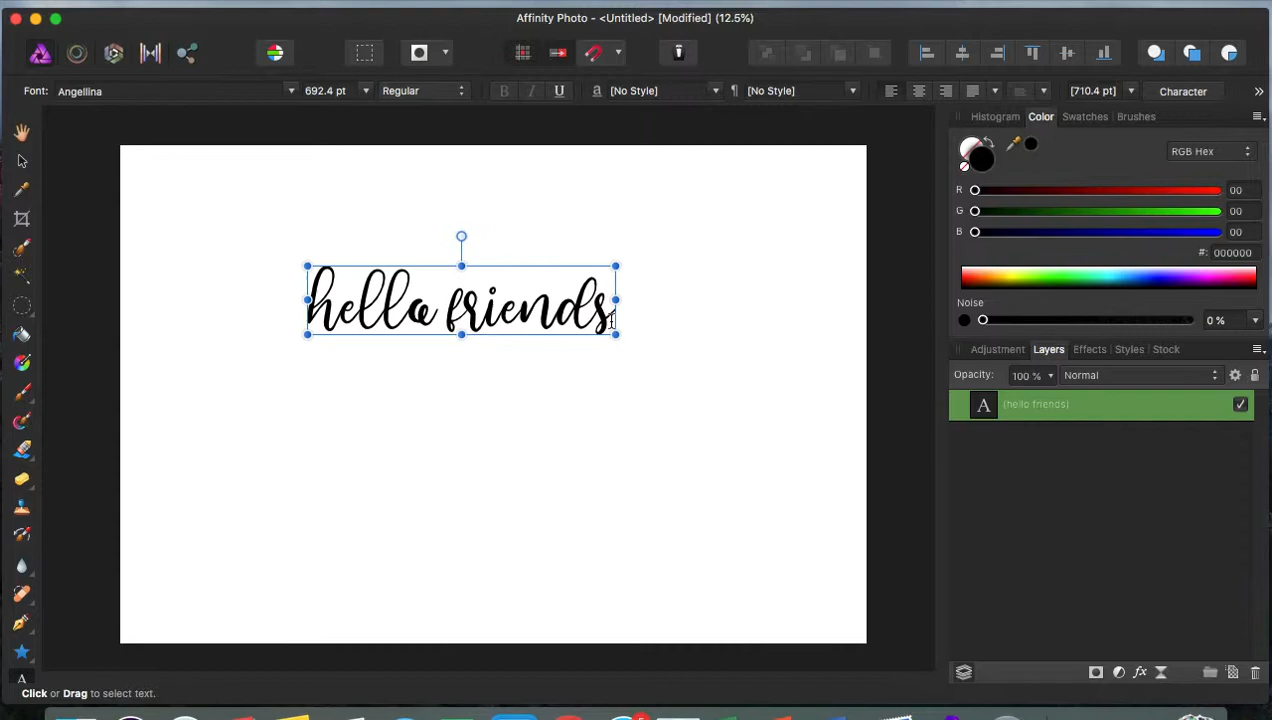 Affinity Photo - <Untitled> [Modified] (12.5%)
Font: Angellina 692.4 pt Regular B I U a [No Style] ¶ [No Style] [710.4 pt] Character »
Histogram Color Swatches Brushes
RGB Hex
R 00
G 00
B 00
#: 000000
Noise
0 %
hello friends
Adjustment Layers Effects Styles Stock
Opacity: 100 % Normal
A (hello friends)
fx
A
Click or Drag to select text.